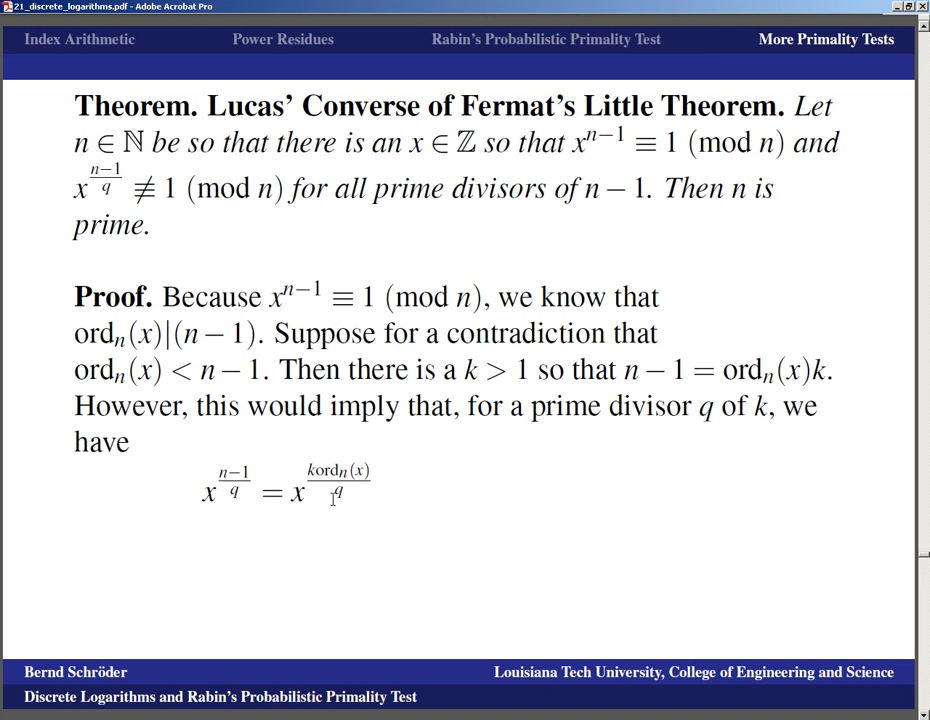 21_discrete_logarithms.pdf - Adobe Acrobat Pro
Index Arithmetic Power Residues Rabin's Probabilistic Primality Test More Primality Tests
Theorem. Lucas' Converse of Fermat's Little Theorem. Let
n ∈ ℕ be so that there is an x ∈ ℤ so that x^{n−1} ≡ 1 (mod n) and
x^{\frac{n−1}{q}} ≢ 1 (mod n) for all prime divisors of n − 1. Then n is
prime.
Proof. Because x^{n−1} ≡ 1 (mod n), we know that
ord_n(x)|(n − 1). Suppose for a contradiction that
ord_n(x) < n − 1. Then there is a k > 1 so that n − 1 = ord_n(x)k.
However, this would imply that, for a prime divisor q of k, we
have
x^{\frac{n−1}{q}} = x^{\frac{kord_n(x)}{q}}
Bernd Schröder Louisiana Tech University, College of Engineering and Science
Discrete Logarithms and Rabin's Probabilistic Primality Test